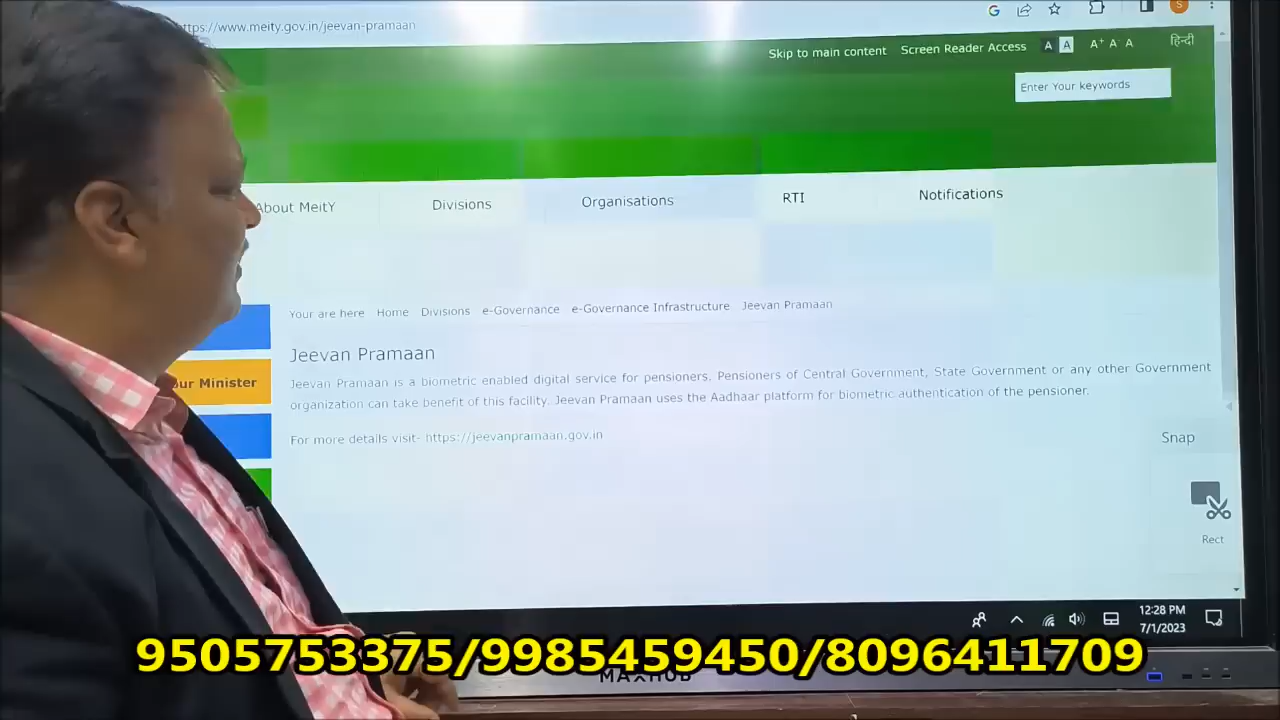 https://www.meity.gov.in/jeevan-pramaan
S
Skip to main content Screen Reader Access A A A+ A A हिन्दी
Enter Your keywords
About MeitY Divisions Organisations RTI Notifications
You are here Home Divisions e-Governance e-Governance Infrastructure Jeevan Pramaan
Jeevan Pramaan
our Minister
Jeevan Pramaan is a biometric enabled digital service for pensioners. Pensioners of Central Government, State Government or any other Government
organization can take benefit of this facility. Jeevan Pramaan uses the Aadhaar platform for biometric authentication of the pensioner.
For more details visit- https://jeevanpramaan.gov.in
Snap
Rect
12:28 PM
7/1/2023
9505753375/9985459450/8096411709
MAXHUB